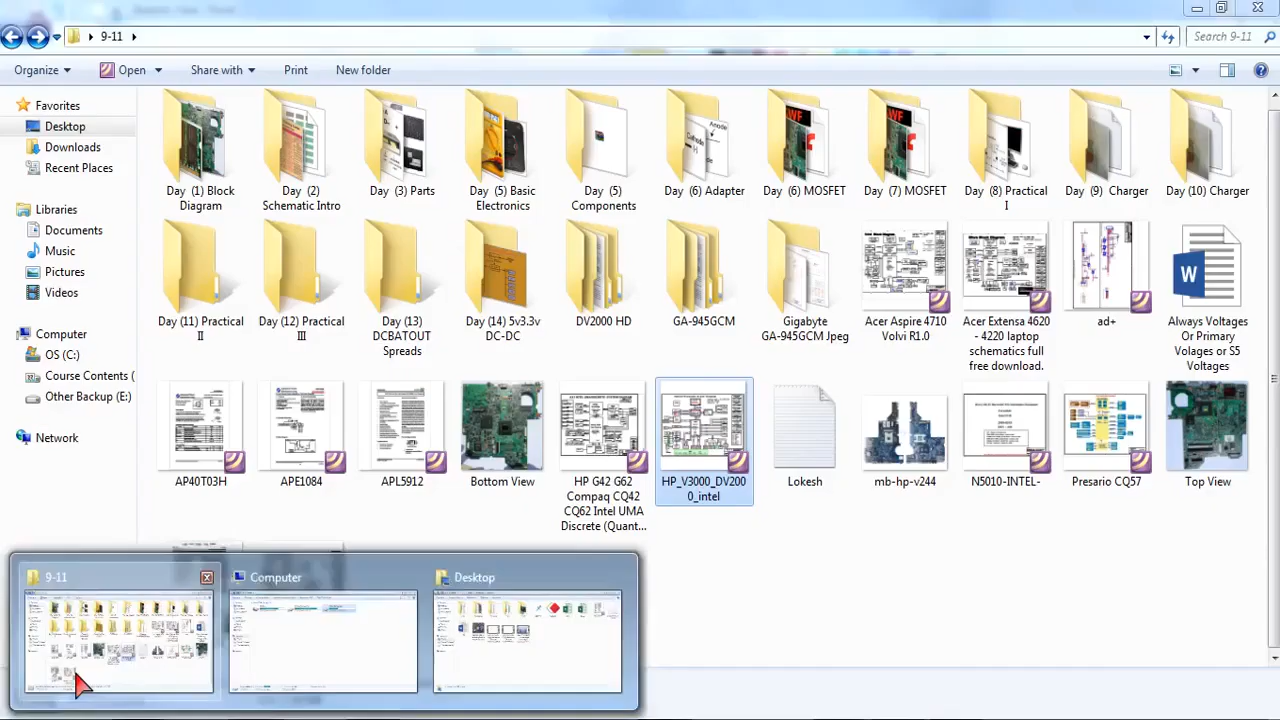 9-11
Search 9-11
Organize
Open
Share with
Print
New folder
Favorites
Desktop
Downloads
Recent Places
Libraries
Documents
Music
Pictures
Videos
Computer
OS (C:)
Course Contents (
Other Backup (E:)
Network
Day (1) Block
Diagram
Day (2)
Schematic Intro
Day (3) Parts
Day (5) Basic
Electronics
Day (5)
Components
Day (6) Adapter
Day (6) MOSFET
Day (7) MOSFET
Day (8) Practical
I
Day (9) Charger
Day (10) Charger
Day (11) Practical
II
Day (12) Practical
III
Day (13)
DCBATOUT
Spreads
Day (14) 5v3.3v
DC-DC
DV2000 HD
GA-945GCM
Gigabyte
GA-945GCM Jpeg
Acer Aspire 4710
Volvi R1.0
Acer Extensa 4620
- 4220 laptop
schematics full
free download.
ad+
Always Voltages
Or Primary
Volages or S5
Voltages
AP40T03H
APE1084
APL5912
Bottom View
HP G42 G62
Compaq CQ42
CQ62 Intel UMA
Discrete (Quant...
HP_V3000_DV200
0_intel
Lokesh
mb-hp-v244
N5010-INTEL-
Presario CQ57
Top View
9-11
Computer
Desktop